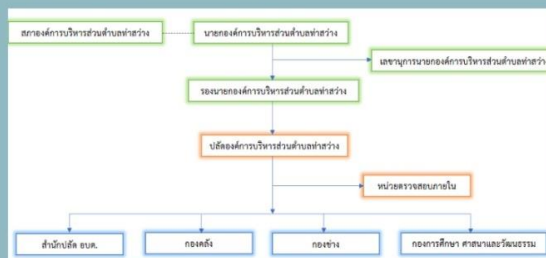 สภาองค์การบริหารส่วนตำบลท่าสว่าง
นายกองค์การบริหารส่วนตำบลท่าสว่าง
เลขานุการนายกองค์การบริหารส่วนตำบลท่าสว่าง
รองนายกองค์การบริหารส่วนตำบลท่าสว่าง
ปลัดองค์การบริหารส่วนตำบลท่าสว่าง
หน่วยตรวจสอบภายใน
สำนักปลัด อบต.
กองคลัง
กองช่าง
กองการศึกษา ศาสนาและวัฒนธรรม